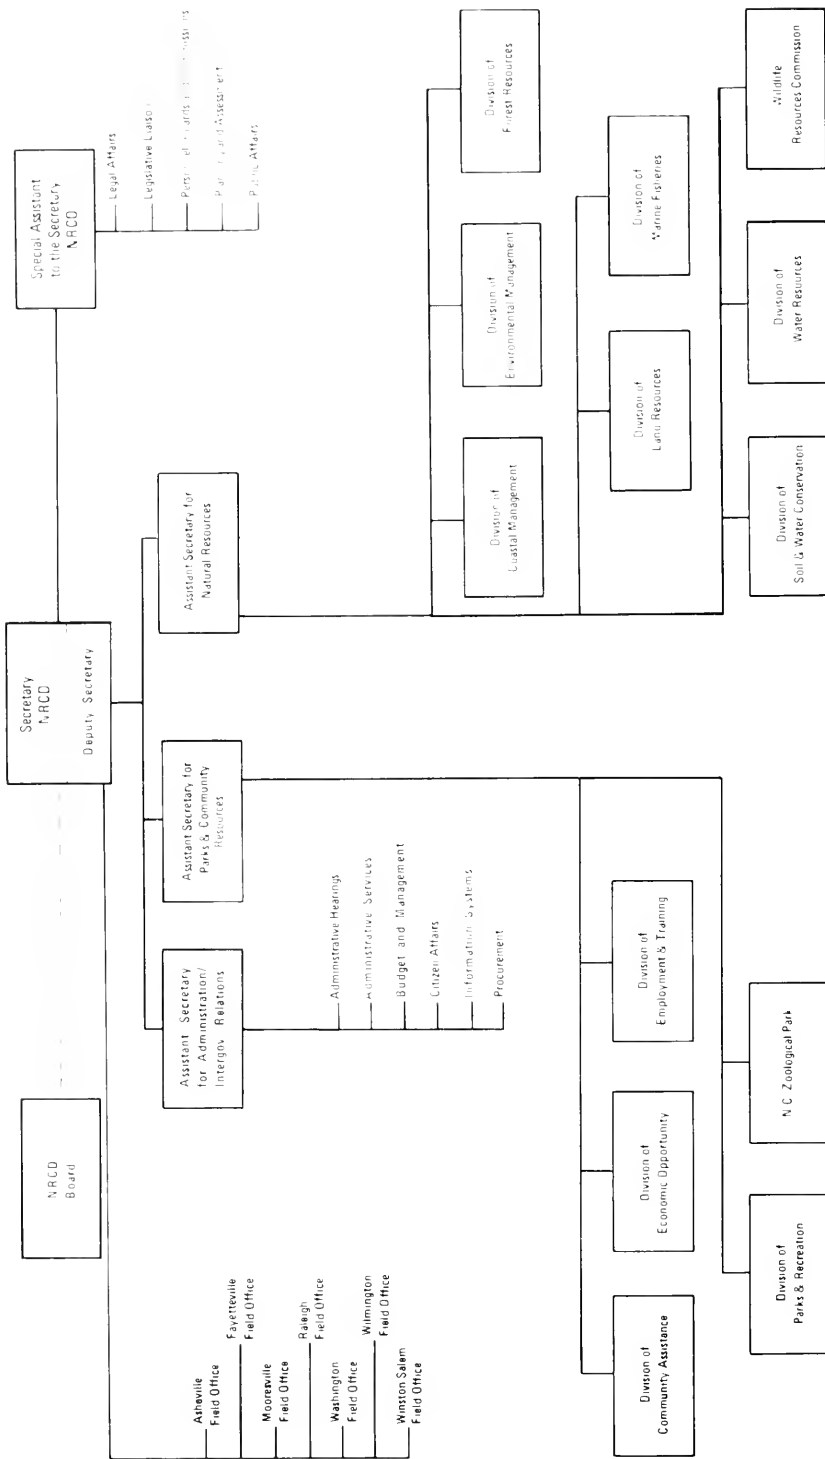 NRCD
Board
Secretary
NRCD
Deputy Secretary
Special Assistant
to the Secretary
NRCD
Legal Affairs
Legislative Liaison
Personnel
Planning and Assessment
Public Affairs
Asheville
Field Office
Fayetteville
Field Office
Mooresville
Field Office
Raleigh
Field Office
Washington
Field Office
Wilmington
Field Office
Winston Salem
Field Office
Assistant Secretary
for Administration/
Intergov Relations
Assistant Secretary for
Parks & Community
Resources
Assistant Secretary for
Natural Resources
Administrative Hearings
Administrative Services
Budget and Management
Citizen Affairs
Information Systems
Procurement
Division of
Community Assistance
Division of
Economic Opportunity
Division of
Employment & Training
Division of
Parks & Recreation
N C Zoological Park
Division of
Coastal Management
Division of
Environmental Management
Division of
Forest Resources
Division of
Land Resources
Division of
Marine Fisheries
Division of
Soil & Water Conservation
Division of
Water Resources
Wildlife
Resources Commission